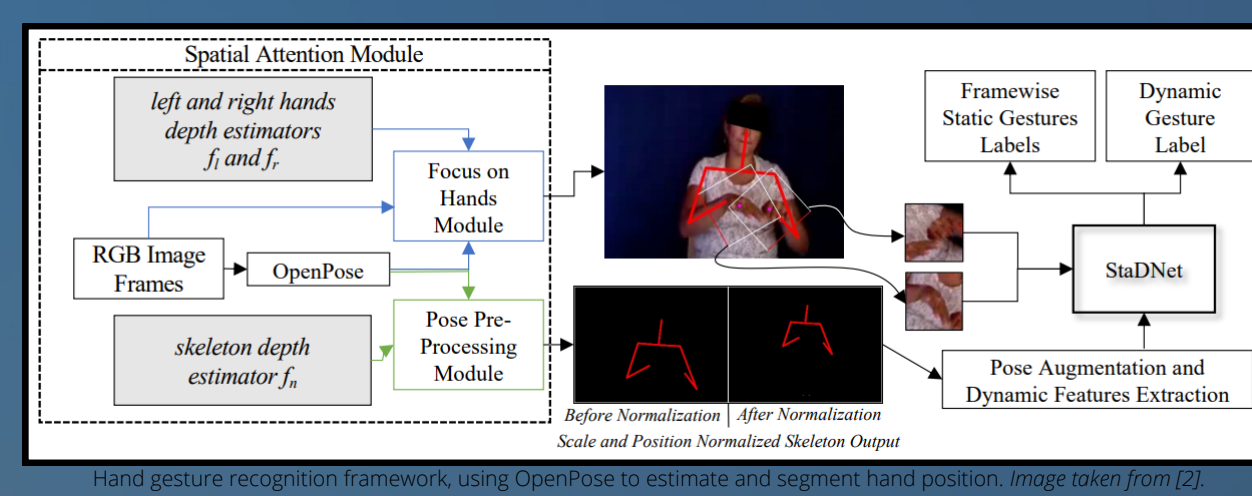 Spatial Attention Module
left and right hands
depth estimators
fl and fr
Focus on
Hands
Module
RGB Image
Frames
OpenPose
skeleton depth
estimator fn
Pose Pre-
Processing
Module
Before Normalization
After Normalization
Scale and Position Normalized Skeleton Output
Framewise
Static Gestures
Labels
Dynamic
Gesture
Label
StaDNet
Pose Augmentation and
Dynamic Features Extraction
Hand gesture recognition framework, using OpenPose to estimate and segment hand position. Image taken from [2].